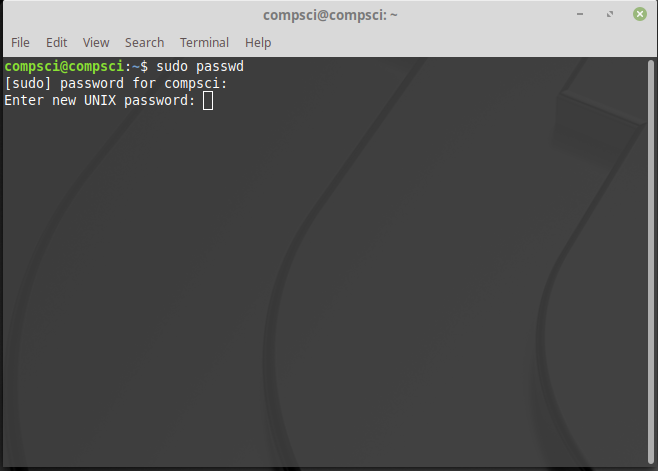 compsci@compsci: ~
File Edit View Search Terminal Help
compsci@compsci:~$ sudo passwd
[sudo] password for compsci:
Enter new UNIX password: